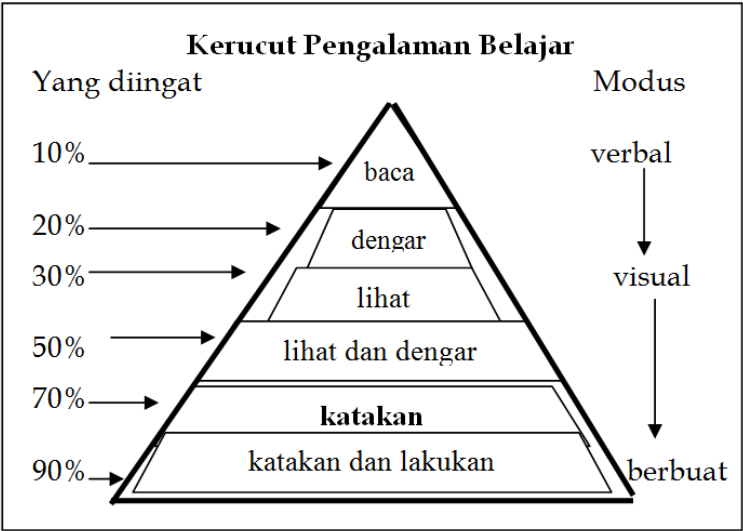 Kerucut Pengalaman Belajar
Yang diingat Modus
10% baca verbal
20% dengar
30% lihat visual
50% lihat dan dengar
70% katakan
90% katakan dan lakukan berbuat